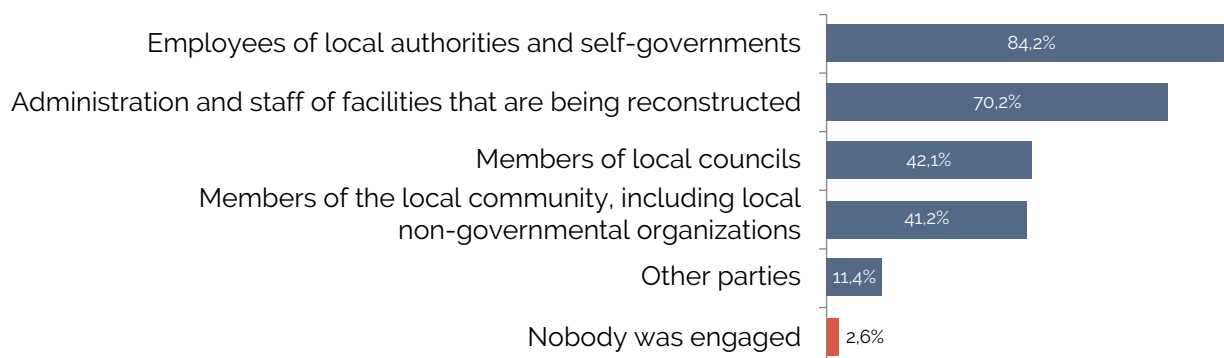 Employees of local authorities and self-governments 84,2%
Administration and staff of facilities that are being reconstructed 70,2%
Members of local councils 42,1%
Members of the local community, including local
non-governmental organizations 41,2%
Other parties 11,4%
Nobody was engaged 2,6%